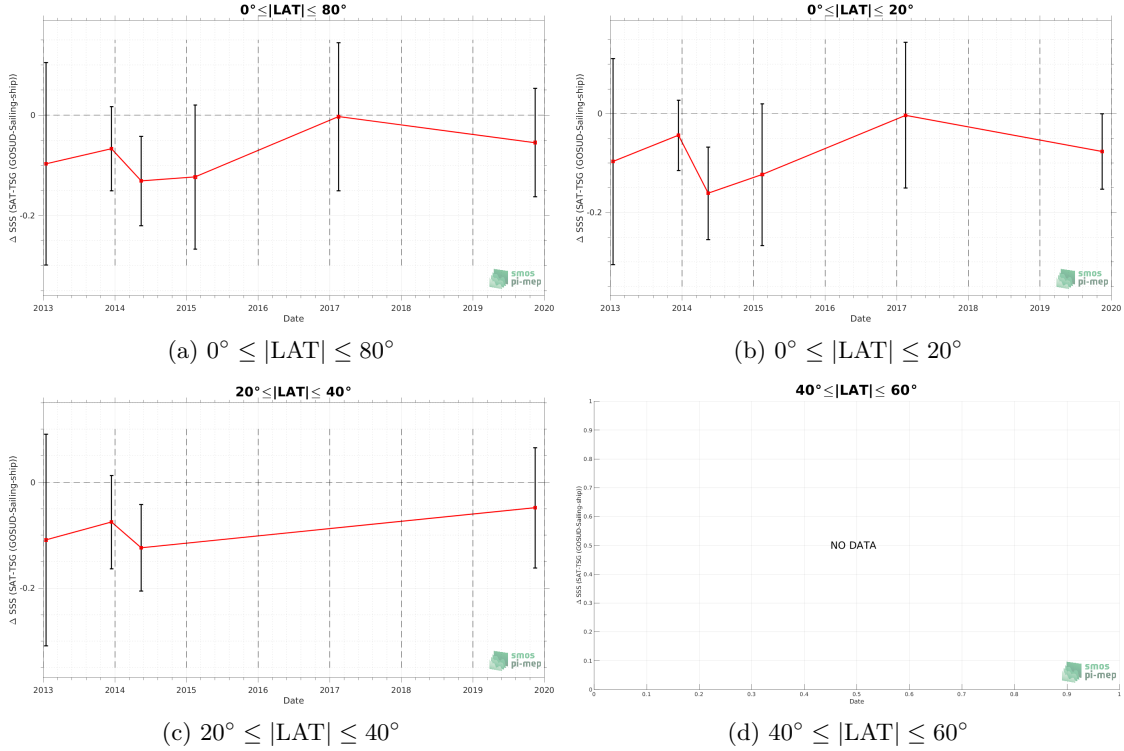 0°≤|LAT|≤ 80°
Δ SSS (SAT-TSG (GOSUD-Sailing-ship))
0
-0.2
smos
pi-mep
2013 2014 2015 2016 2017 2018 2019 2020
Date
(a) 0° ≤ |LAT| ≤ 80°
0°≤|LAT|≤ 20°
Δ SSS (SAT-TSG (GOSUD-Sailing-ship))
0
-0.2
smos
pi-mep
2013 2014 2015 2016 2017 2018 2019 2020
Date
(b) 0° ≤ |LAT| ≤ 20°
20°≤|LAT|≤ 40°
Δ SSS (SAT-TSG (GOSUD-Sailing-ship))
0
-0.2
smos
pi-mep
2013 2014 2015 2016 2017 2018 2019 2020
Date
(c) 20° ≤ |LAT| ≤ 40°
40°≤|LAT|≤ 60°
Δ SSS (SAT-TSG (GOSUD-Sailing-ship))
1
0.9
0.8
0.7
0.6
0.5
0.4
0.3
0.2
0.1
0
NO DATA
smos
pi-mep
0 0.1 0.2 0.3 0.4 0.5 0.6 0.7 0.8 0.9 1
Date
(d) 40° ≤ |LAT| ≤ 60°